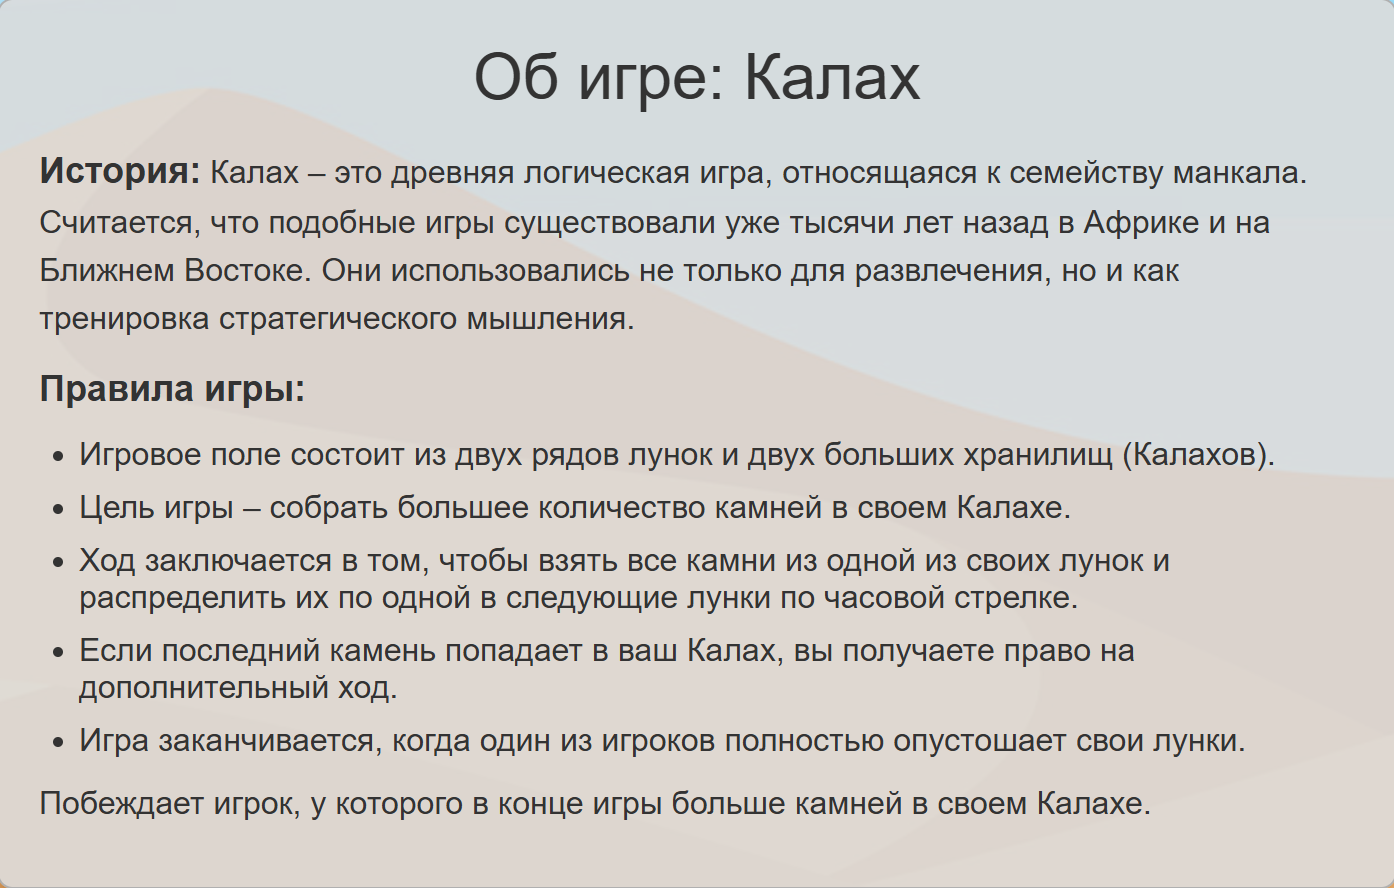 Об игре: Калах
История: Калах – это древняя логическая игра, относящаяся к семейству манкала.
Считается, что подобные игры существовали уже тысячи лет назад в Африке и на
Ближнем Востоке. Они использовались не только для развлечения, но и как
тренировка стратегического мышления.
Правила игры:
• Игровое поле состоит из двух рядов лунок и двух больших хранилищ (Калахов).
• Цель игры – собрать большее количество камней в своем Калахе.
• Ход заключается в том, чтобы взять все камни из одной из своих лунок и
распределить их по одной в следующие лунки по часовой стрелке.
• Если последний камень попадает в ваш Калах, вы получаете право на
дополнительный ход.
• Игра заканчивается, когда один из игроков полностью опустошает свои лунки.
Побеждает игрок, у которого в конце игры больше камней в своем Калахе.